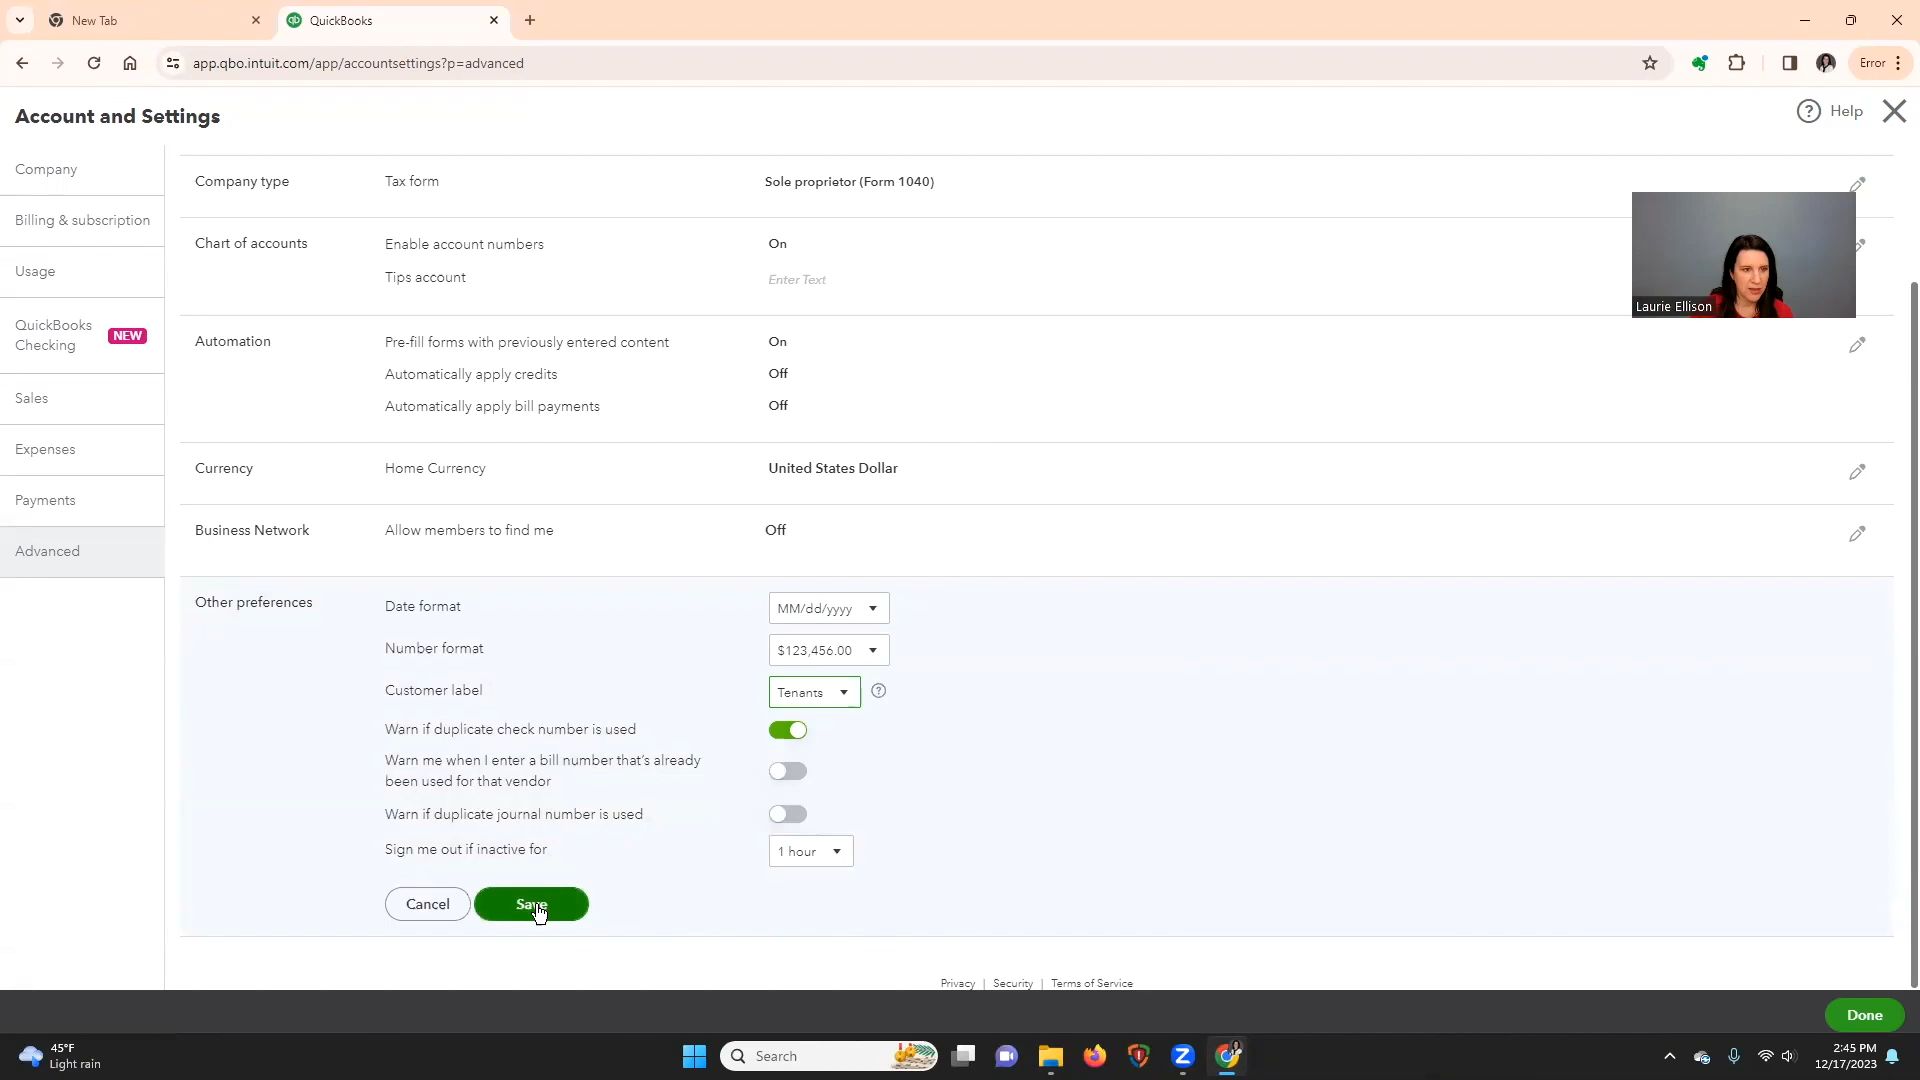 New Tab
QuickBooks
app.qbo.intuit.com/app/accountsettings?p=advanced
Error
Account and Settings
Help
Company
Billing & subscription
Usage
QuickBooks
Checking
NEW
Sales
Expenses
Payments
Advanced
Company type
Tax form
Sole proprietor (Form 1040)
Chart of accounts
Enable account numbers
On
Tips account
Enter Text
Laurie Ellison
Automation
Pre-fill forms with previously entered content
On
Automatically apply credits
Off
Automatically apply bill payments
Off
Currency
Home Currency
United States Dollar
Business Network
Allow members to find me
Off
Other preferences
Date format
MM/dd/yyyy
Number format
$123,456.00
Customer label
Tenants
Warn if duplicate check number is used
Warn me when I enter a bill number that's already
been used for that vendor
Warn if duplicate journal number is used
Sign me out if inactive for
1 hour
Cancel
Save
Privacy | Security | Terms of Service
Done
45°F
Light rain
Search
2:45 PM
12/17/2023